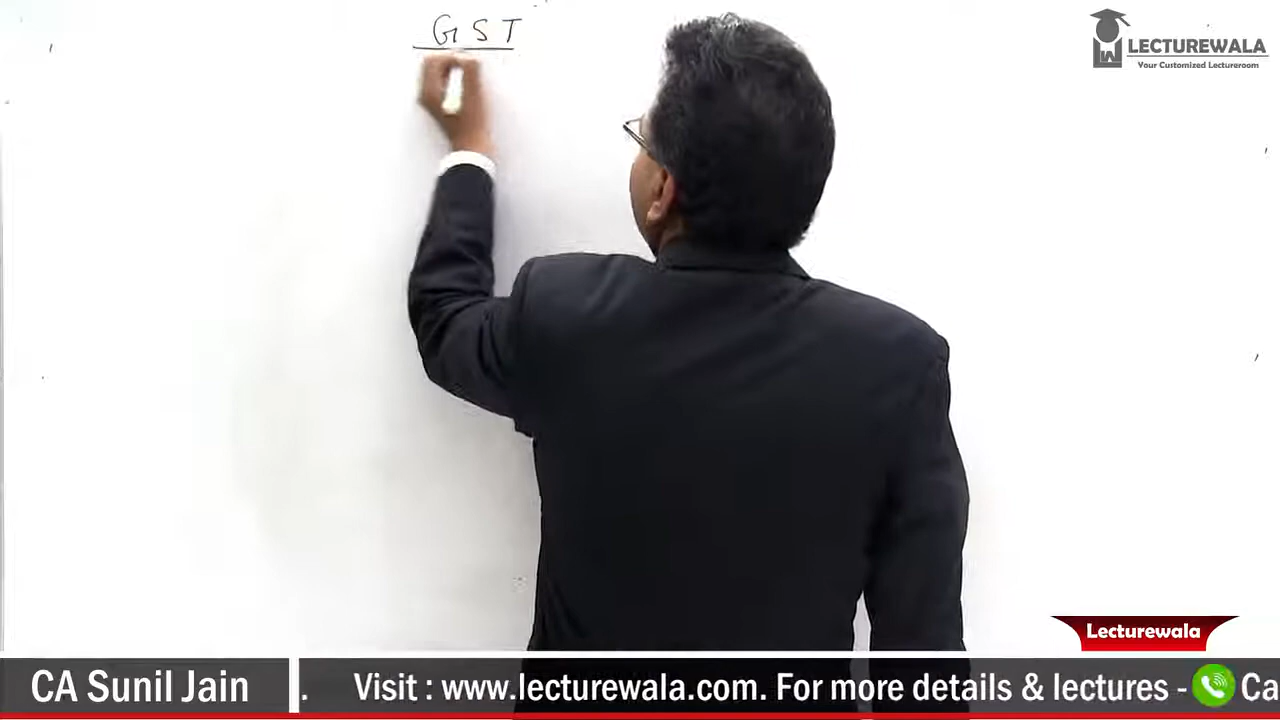 GST
LECTUREWALA
Your Customized Lectureroom
Lecturewala
CA Sunil Jain
. Visit : www.lecturewala.com. For more details & lectures - Ca